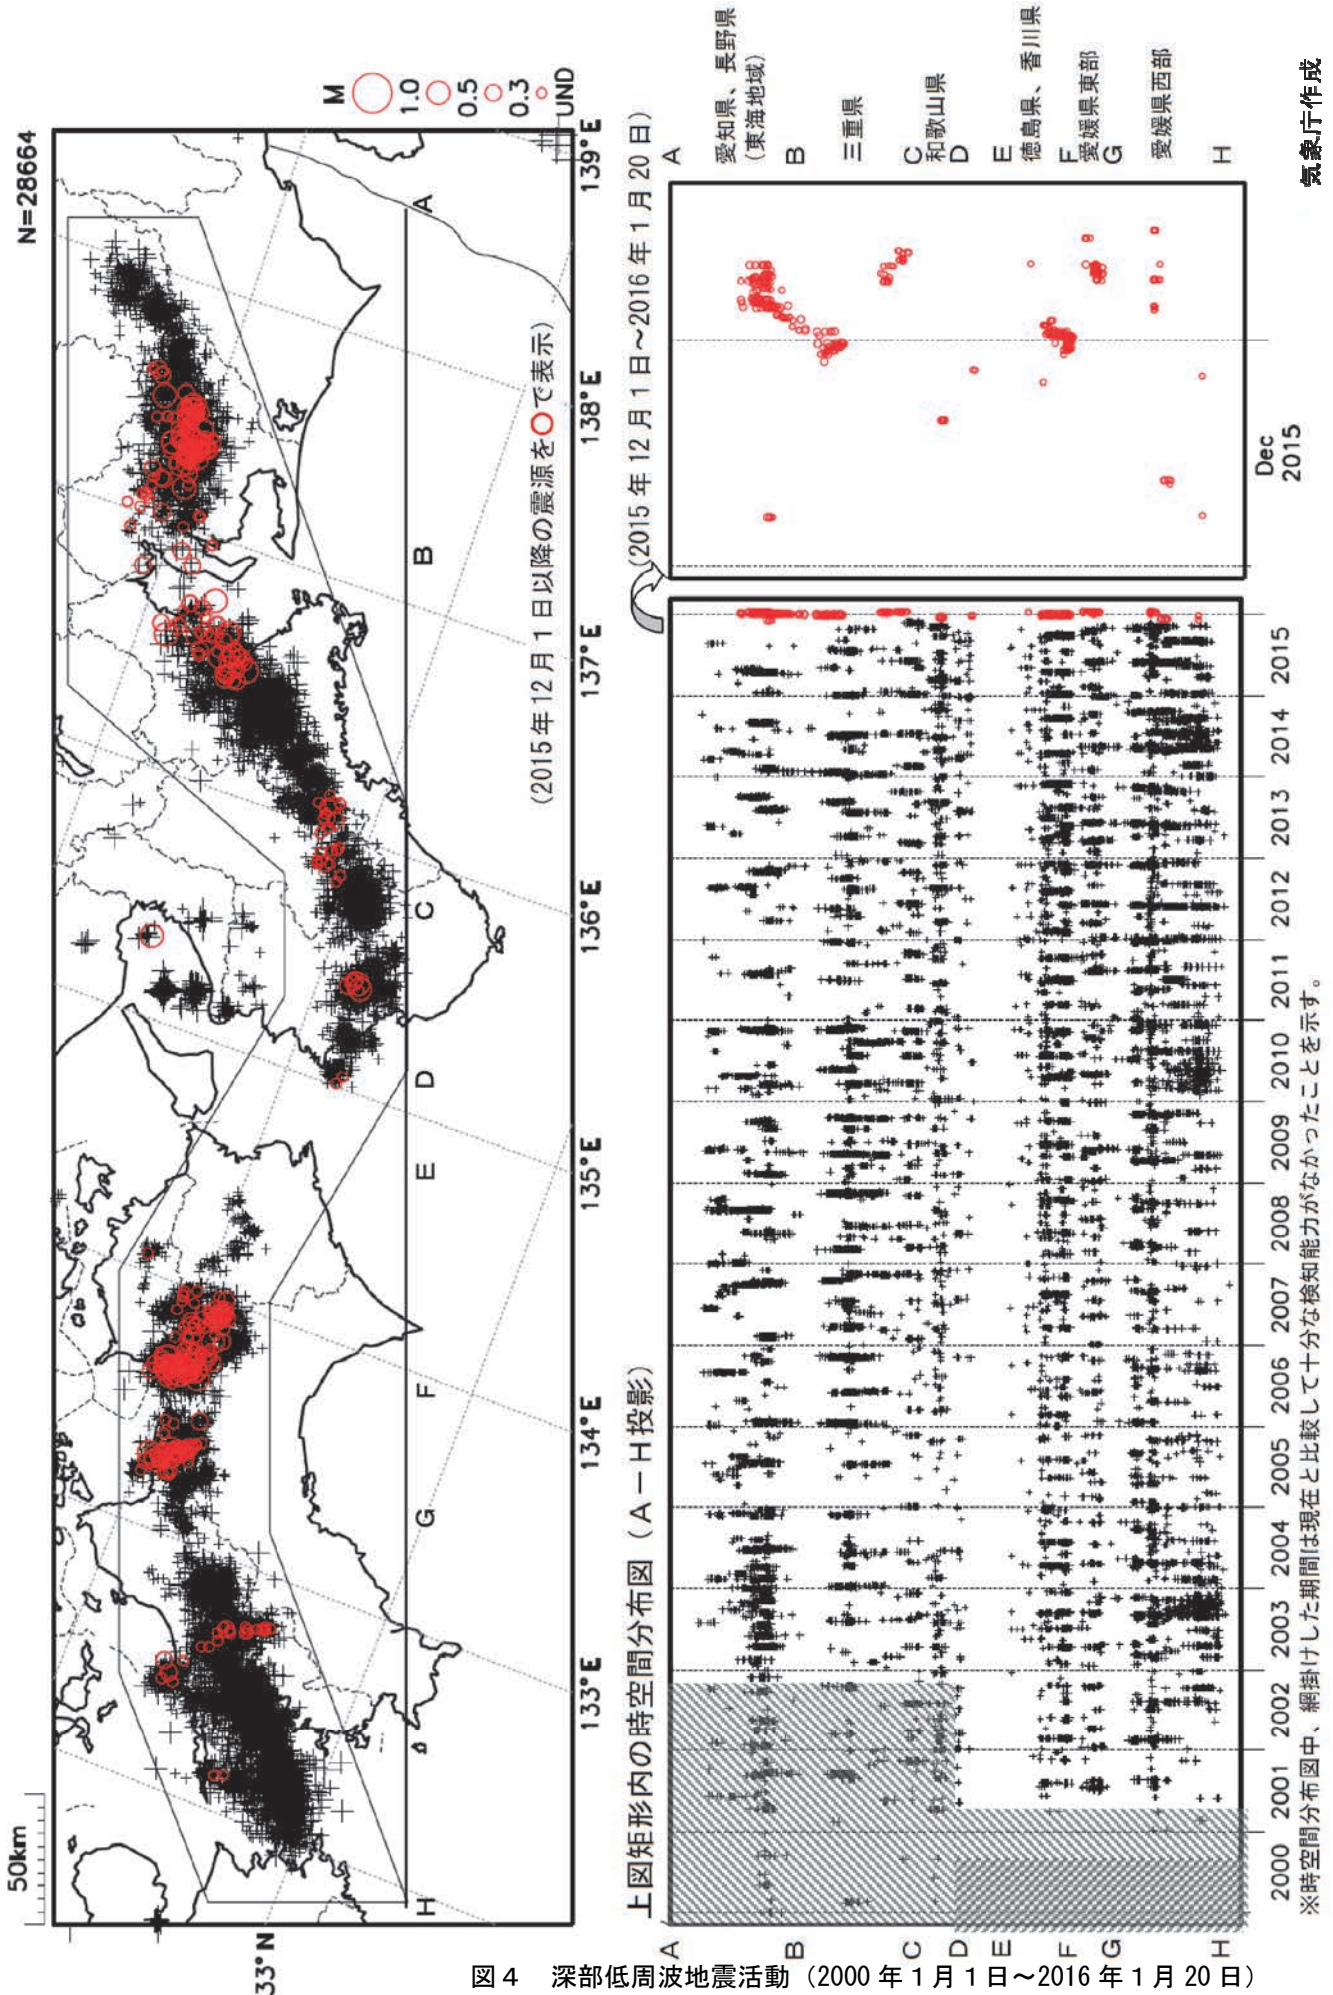 N=28664
50km
M
1.0
0.5
0.3
UND
33°N
133°E
134°E
135°E
136°E
137°E
138°E
139°E
H
G
F
E
D
C
B
A
(2015年12月1日以降の震源を○で表示)
上図矩形内の時空間分布図(A－H投影)
(2015年12月1日～2016年1月20日)
A
B
C
D
E
F
G
H
2000
2001
2002
2003
2004
2005
2006
2007
2008
2009
2010
2011
2012
2013
2014
2015
Dec
2015
A
愛知県、長野県
(東海地域)
B
三重県
C
和歌山県
D
E
徳島県、香川県
F
愛媛県東部
G
愛媛県西部
H
※時空間分布図中、網掛けした期間は現在と比較して十分な検知能力がなかったことを示す。
気象庁作成
図４　深部低周波地震活動（2000年１月１日～2016年１月20日）